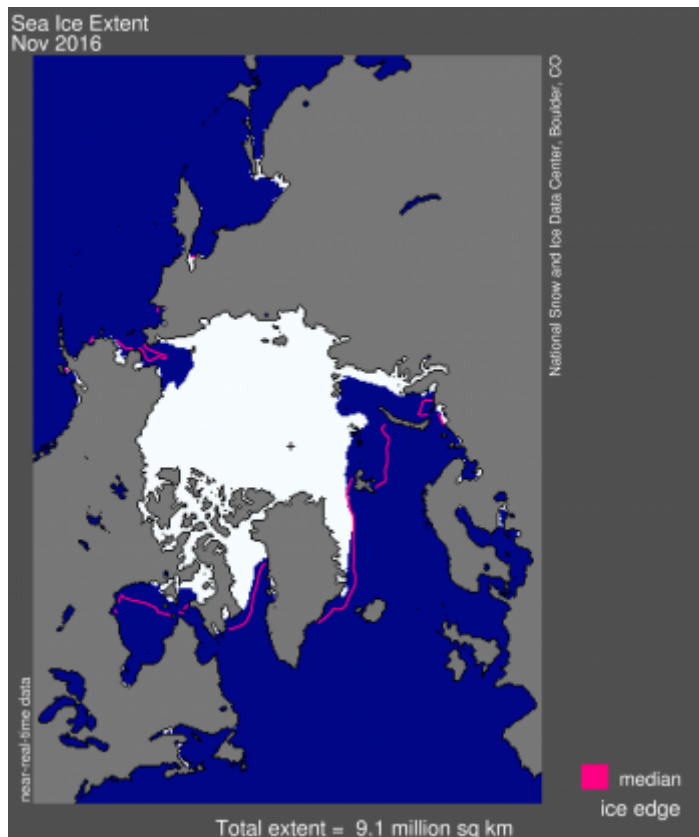 Sea Ice Extent
Nov 2016
National Snow and Ice Data Center, Boulder, CO
near-real-time data
median
ice edge
Total extent = 9.1 million sq km